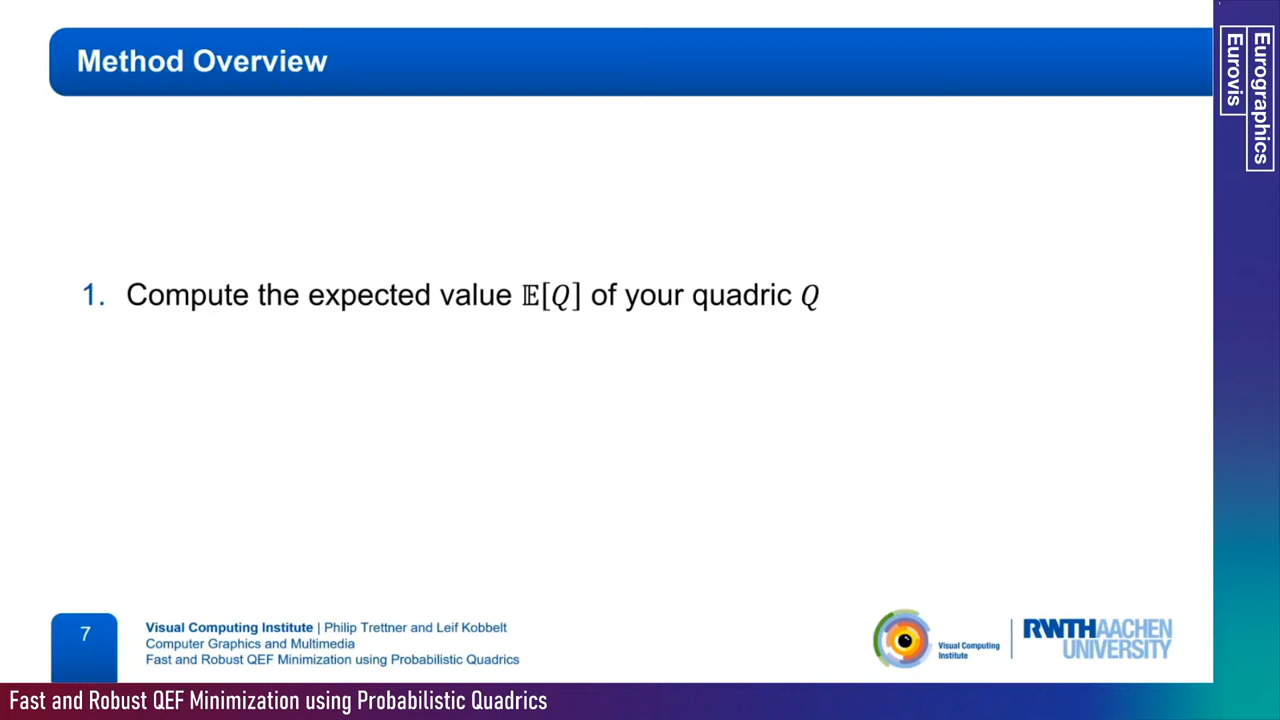 Method Overview
Eurographics
Eurovis
1. Compute the expected value 𝔼[Q] of your quadric Q
7
Visual Computing Institute | Philip Trettner and Leif Kobbelt
Computer Graphics and Multimedia
Fast and Robust QEF Minimization using Probabilistic Quadrics
Visual Computing
Institute
RWTHAACHEN
UNIVERSITY
Fast and Robust QEF Minimization using Probabilistic Quadrics